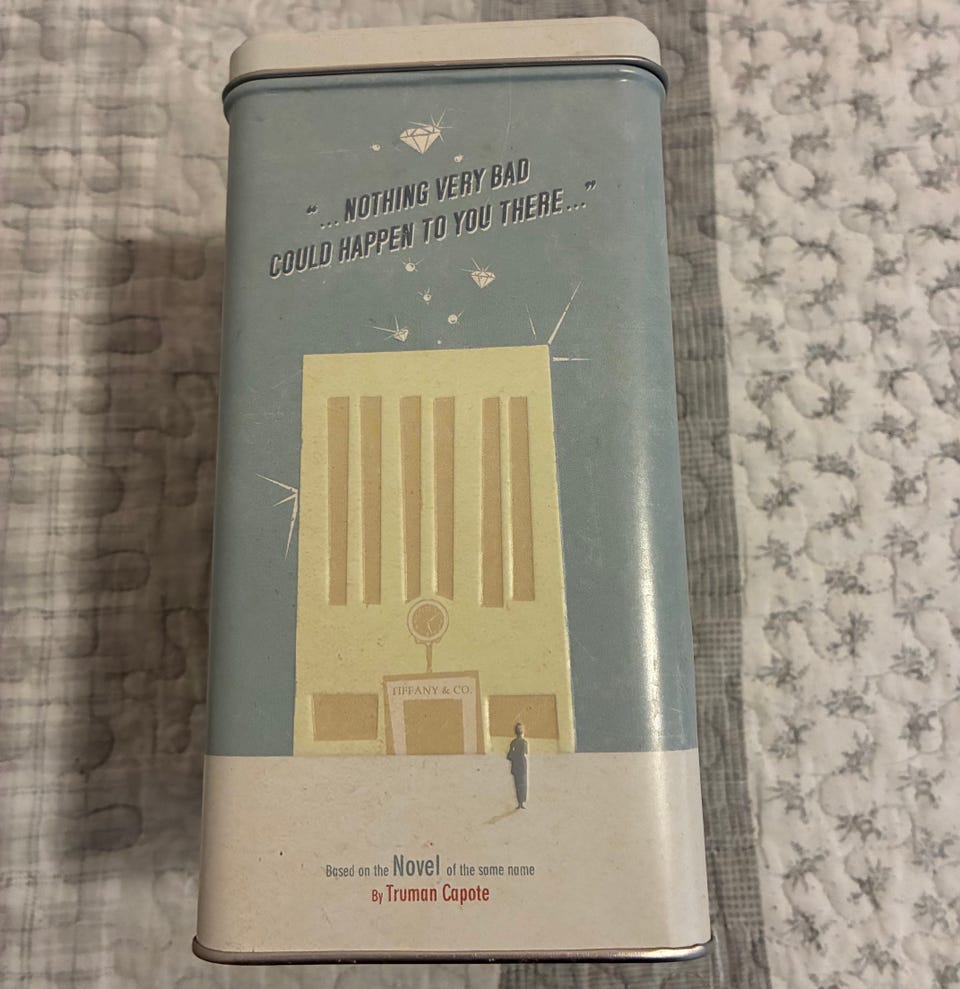 “...NOTHING VERY BAD
COULD HAPPEN TO YOU THERE...”
TIFFANY & CO.
Based on the Novel of the same name
By Truman Capote